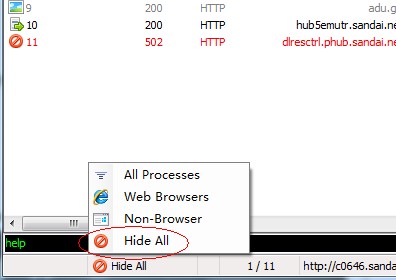 9 200 HTTP adu.g
10 200 HTTP hub5emutr.sandai.ne
11 502 HTTP dlresctrl.phub.sandai.ne
All Processes
Web Browsers
Non-Browser
Hide All
help
Hide All 1 / 11 http://c0646.sanda